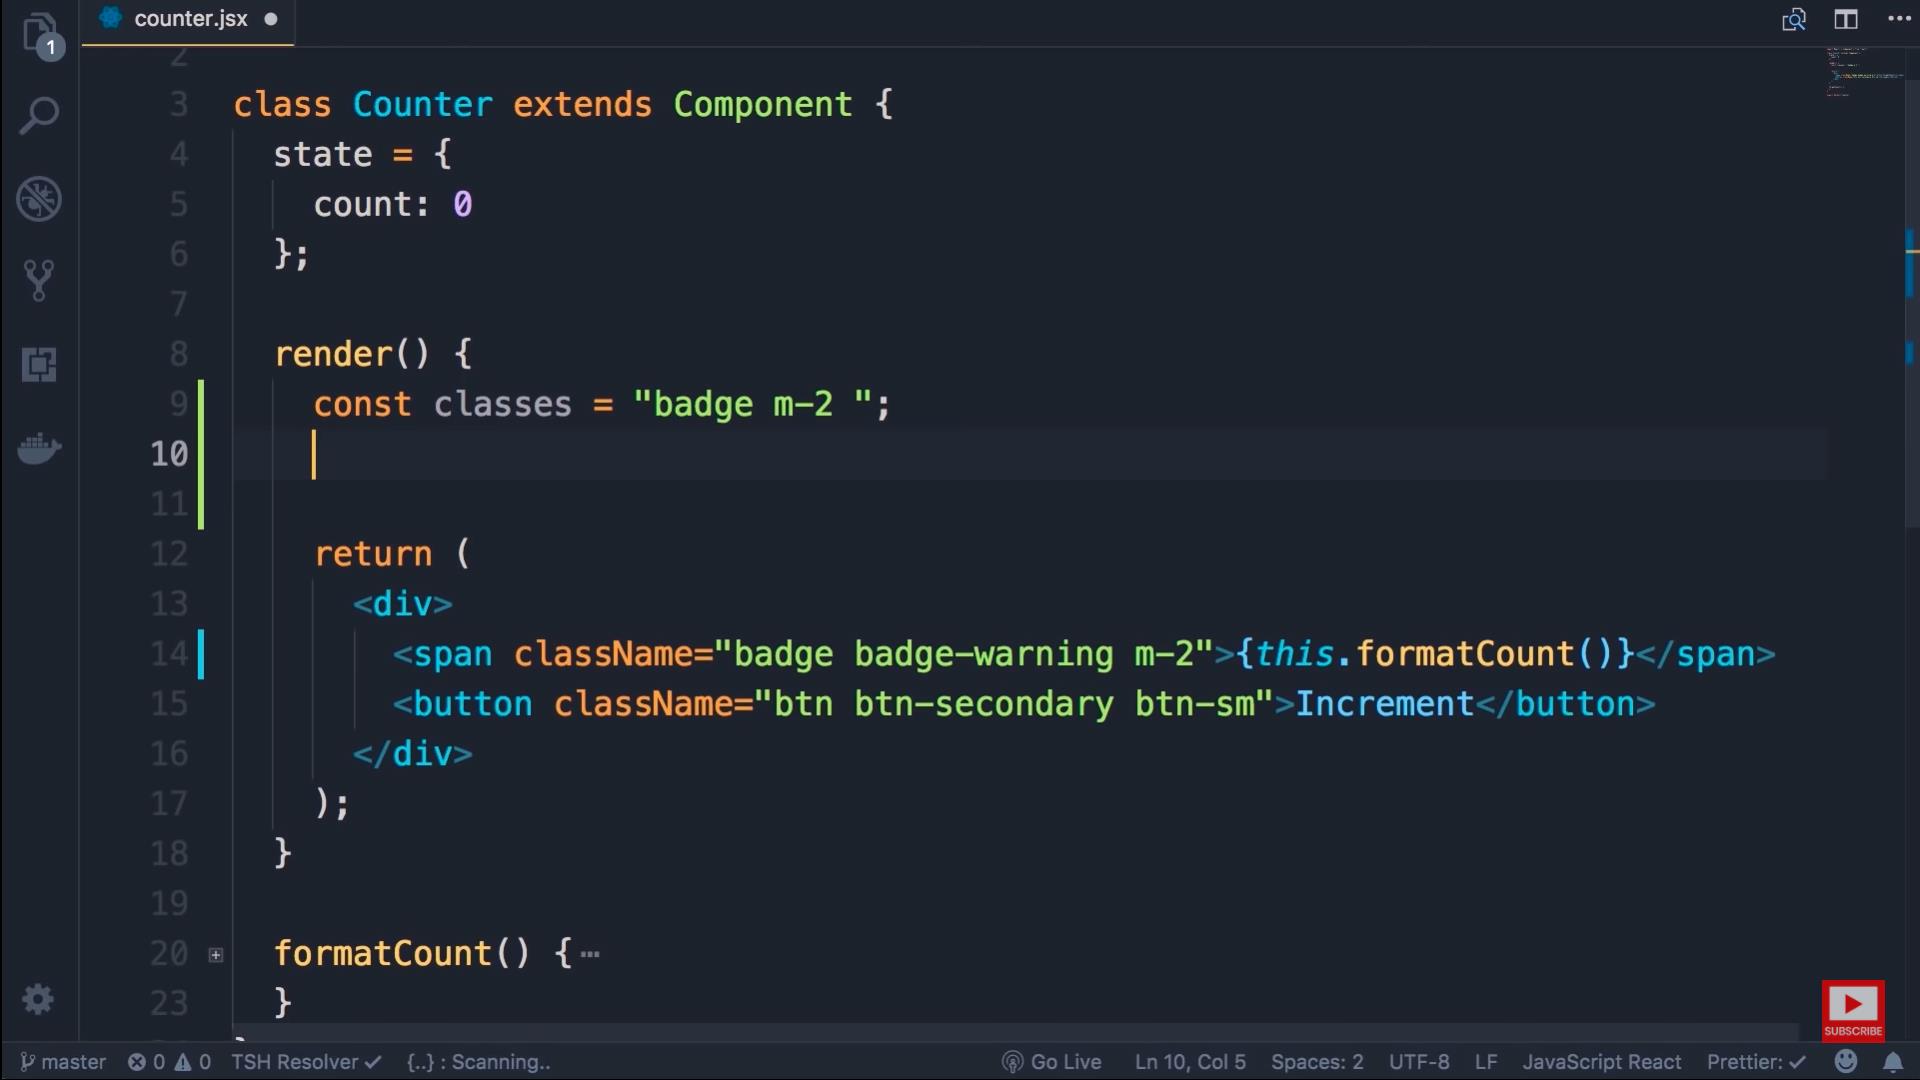 counter.jsx
1
2
3 class Counter extends Component {
4 state = {
5 count: 0
6 };
7
8 render() {
9 const classes = "badge m-2 ";
10
11
12 return (
13 <div>
14 <span className="badge badge-warning m-2">{this.formatCount()}</span>
15 <button className="btn btn-secondary btn-sm">Increment</button>
16 </div>
17 );
18 }
19
20 formatCount() {
23 }
SUBSCRIBE
master 0 0 TSH Resolver {..} : Scanning.. Go Live Ln 10, Col 5 Spaces: 2 UTF-8 LF JavaScript React Prettier: